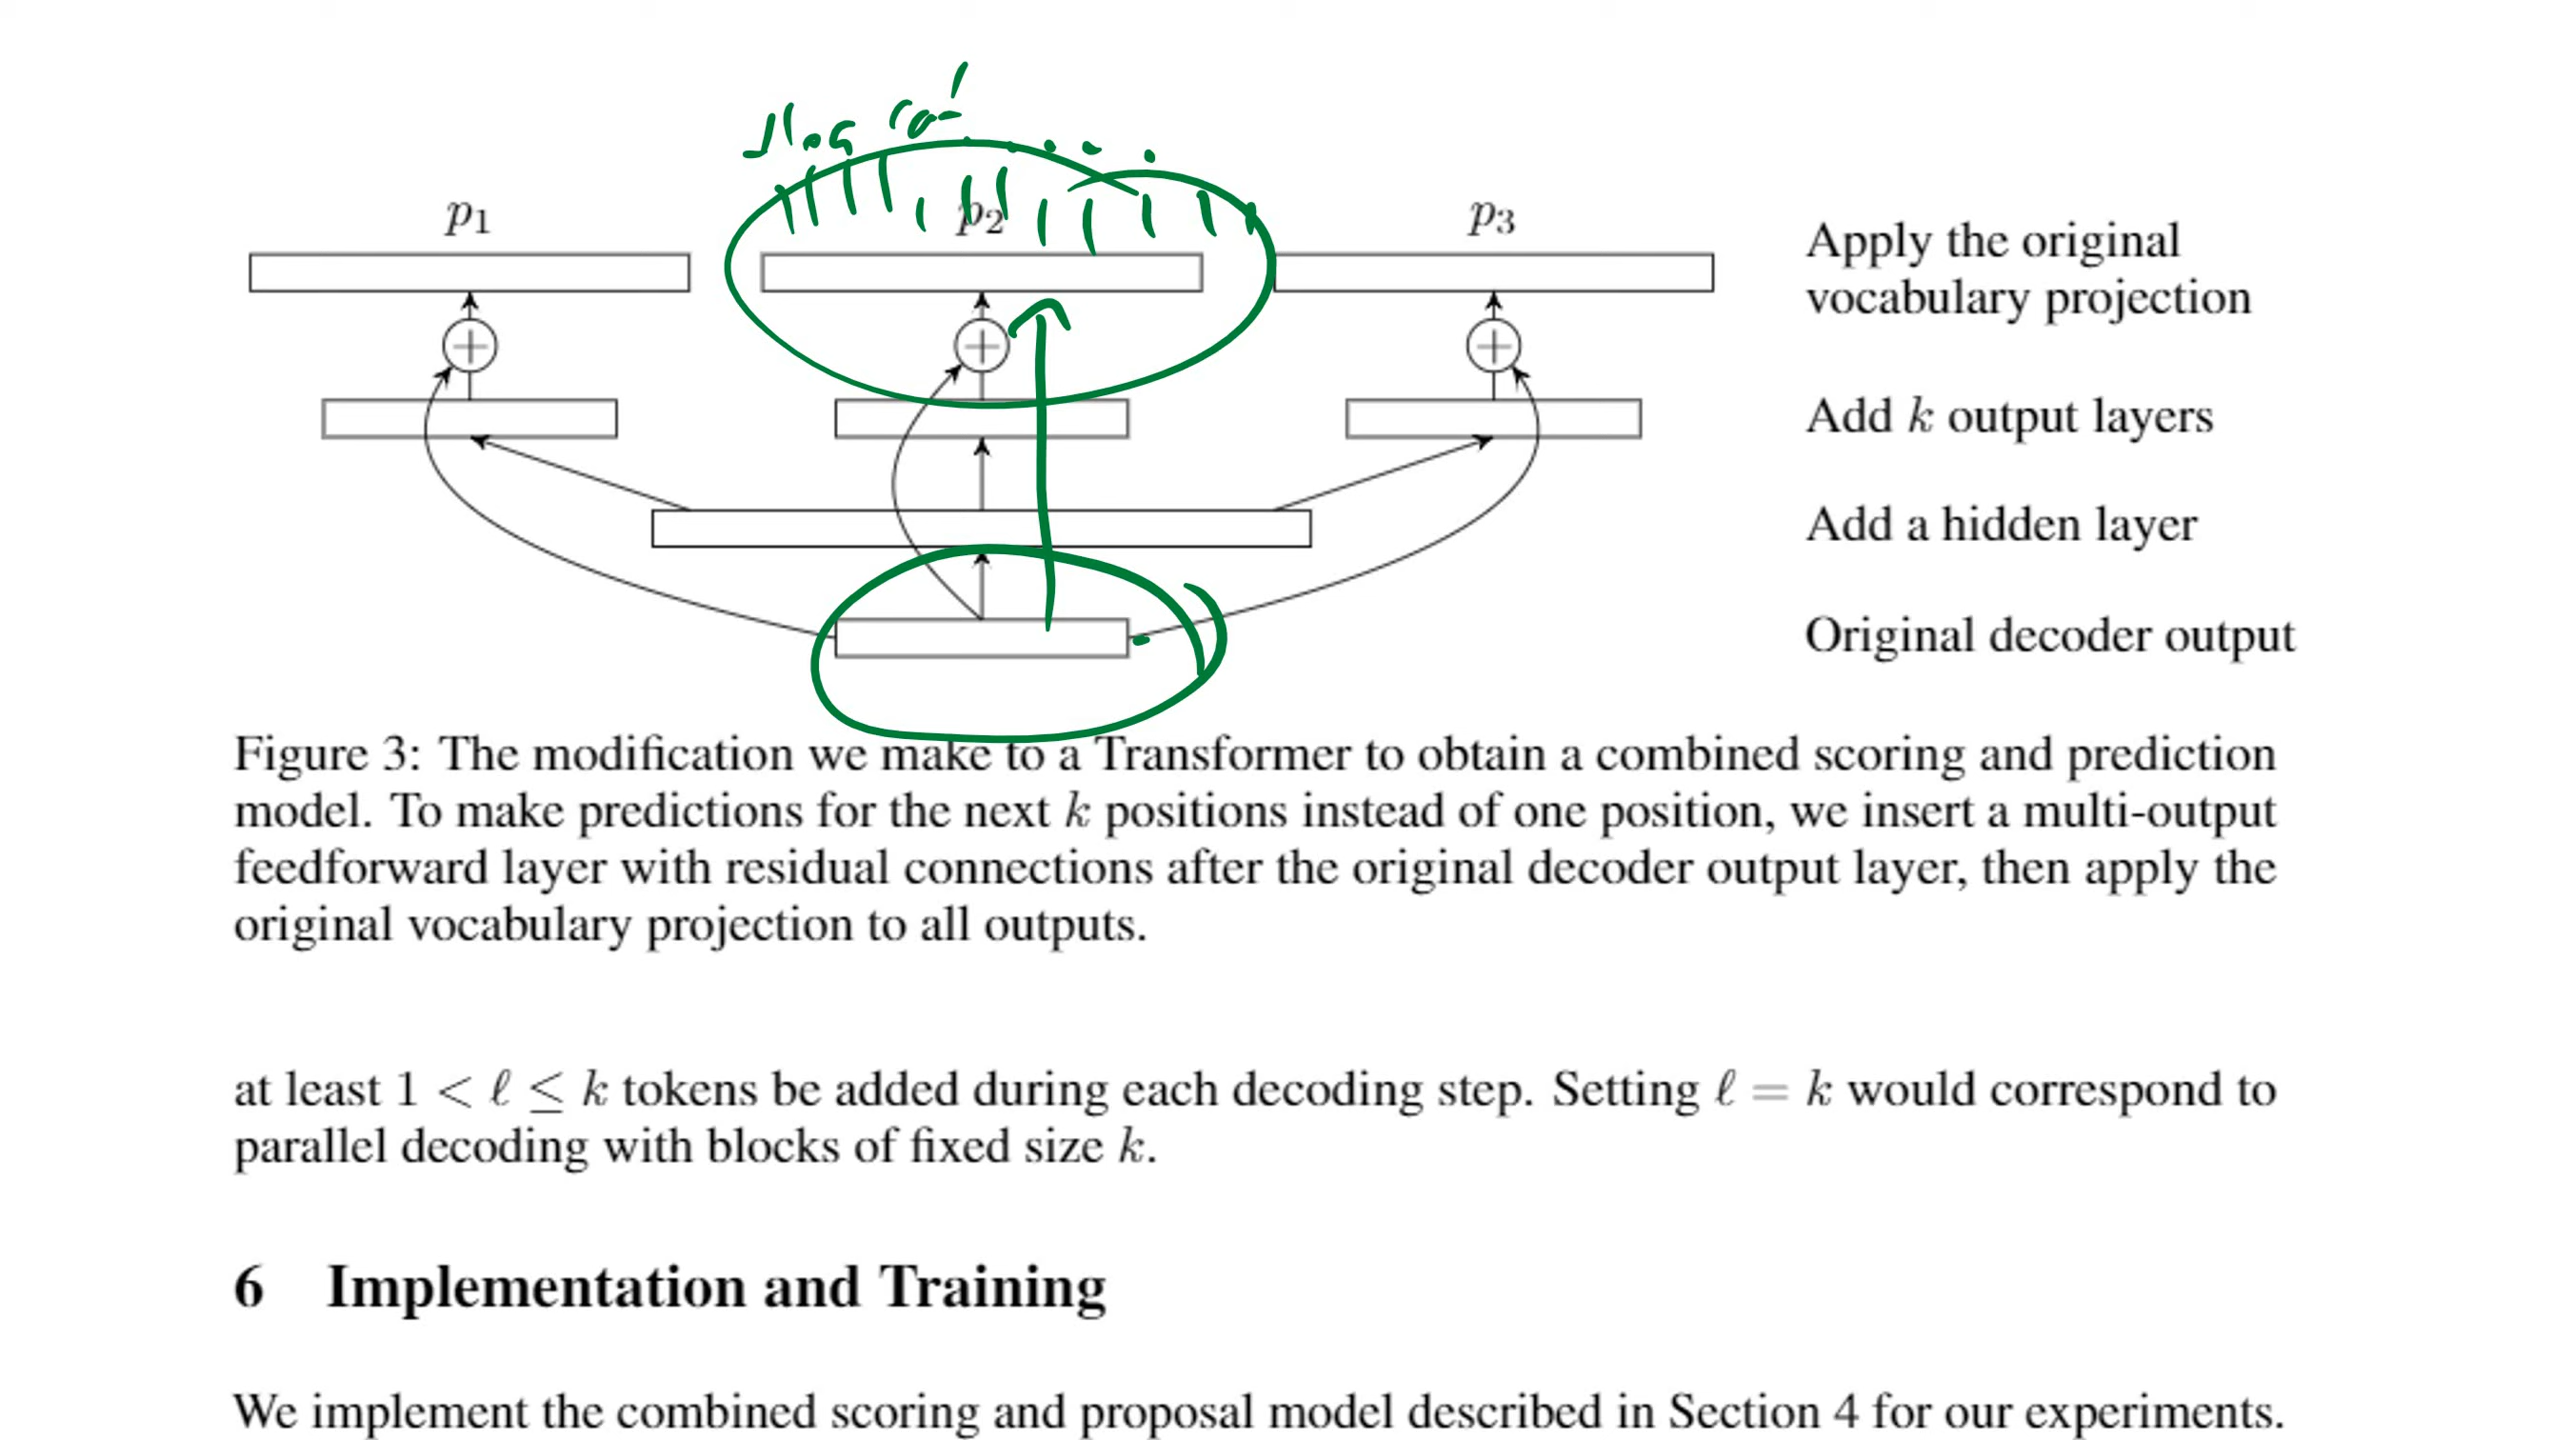 p₁ p₂ p₃
Apply the original
vocabulary projection
Add k output layers
Add a hidden layer
Original decoder output
Figure 3: The modification we make to a Transformer to obtain a combined scoring and prediction
model. To make predictions for the next k positions instead of one position, we insert a multi-output
feedforward layer with residual connections after the original decoder output layer, then apply the
original vocabulary projection to all outputs.
at least 1 < ℓ ≤ k tokens be added during each decoding step. Setting ℓ = k would correspond to
parallel decoding with blocks of fixed size k.
6 Implementation and Training
We implement the combined scoring and proposal model described in Section 4 for our experiments.